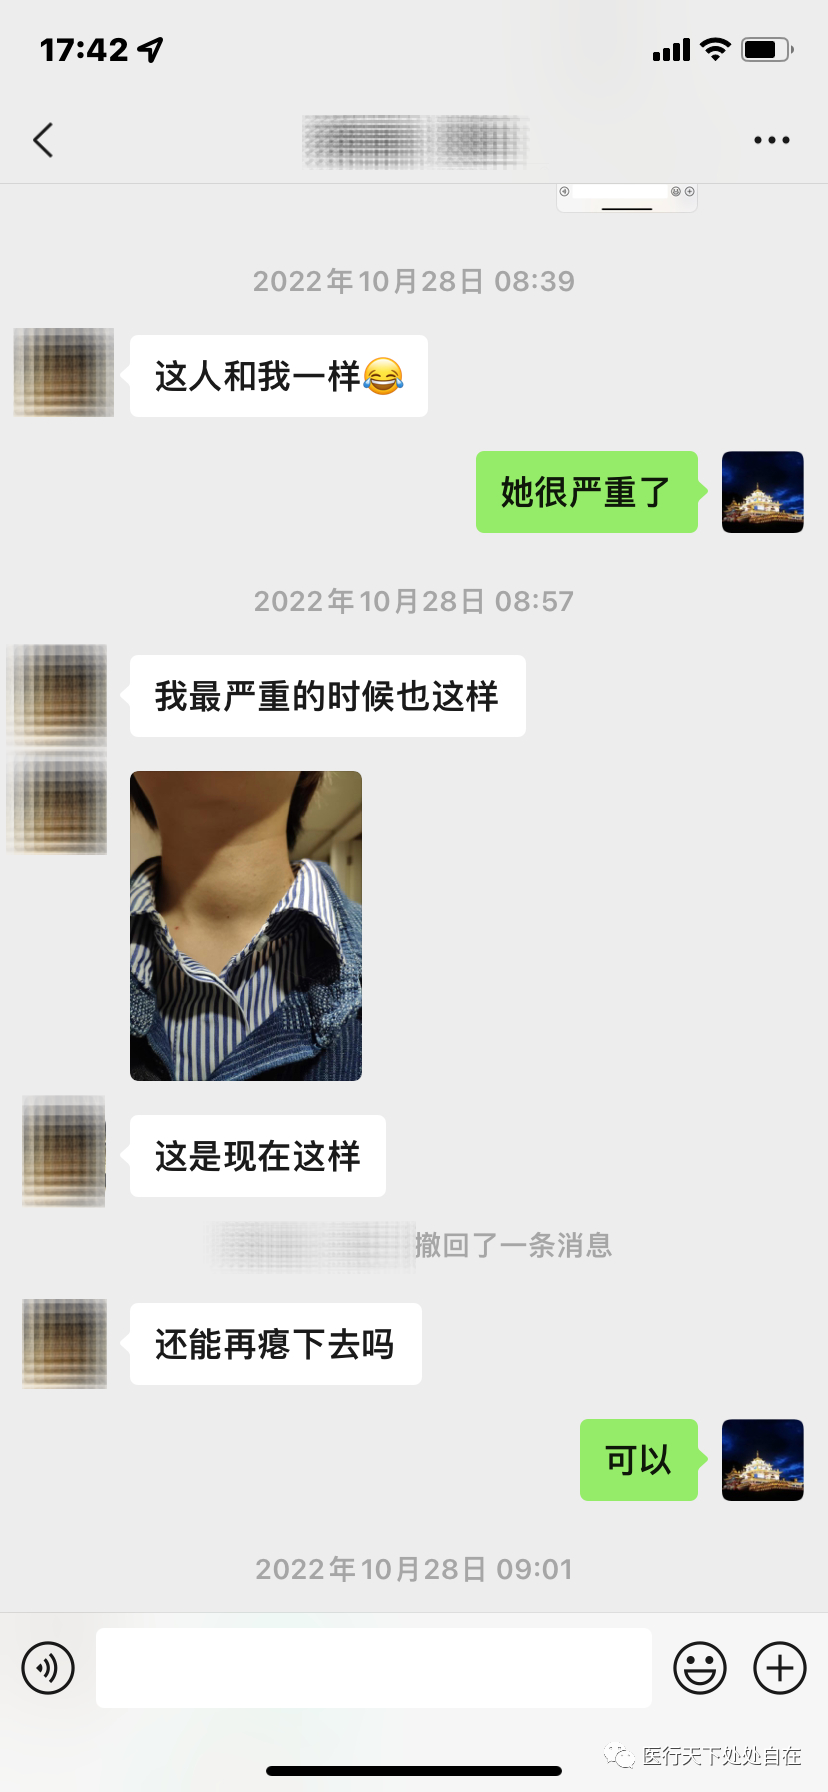 17:42
2022年10月28日 08:39
这人和我一样😂
她很严重了
2022年10月28日 08:57
我最严重的时候也这样
这是现在这样
撤回了一条消息
还能再瘪下去吗
可以
2022年10月28日 09:01
医行天下处处自在